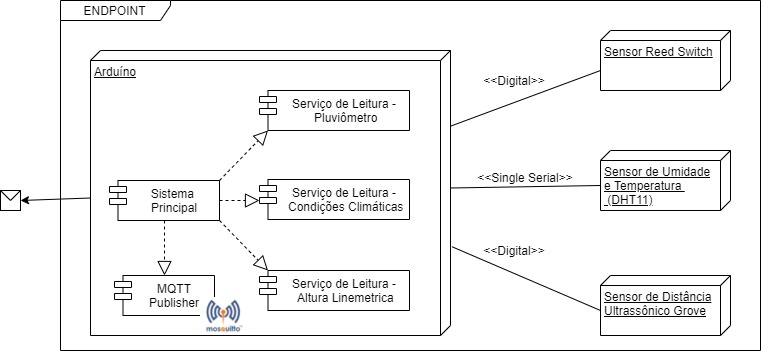 ENDPOINT
Arduíno
Serviço de Leitura -
Pluviômetro
Sistema
Principal
Serviço de Leitura -
Condições Climáticas
MQTT
Publisher
mosquitto
Serviço de Leitura -
Altura Linemetrica
<<Digital>>
<<Single Serial>>
<<Digital>>
Sensor Reed Switch
Sensor de Umidade
e Temperatura
(DHT11)
Sensor de Distância
Ultrassônico Grove